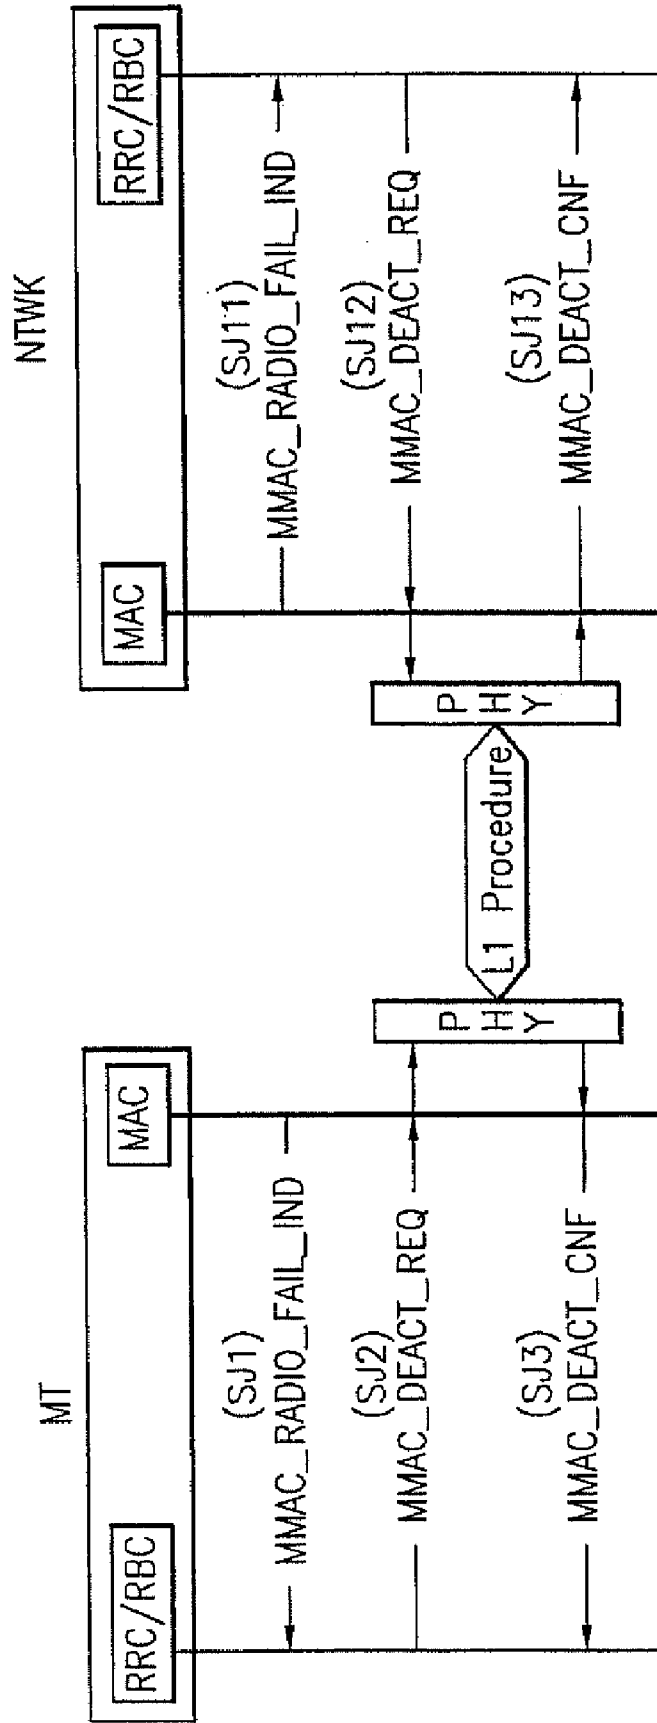 MT
NTWK
RRC/RBC
MAC
MAC
RRC/RBC
(SJ1)
MMAC_RADIO_FAIL_IND
(SJ11)
MMAC_RADIO_FAIL_IND
(SJ2)
MMAC_DEACT_REQ
(SJ12)
MMAC_DEACT_REQ
PHY
L1 Procedure
PHY
(SJ3)
MMAC_DEACT_CNF
(SJ13)
MMAC_DEACT_CNF